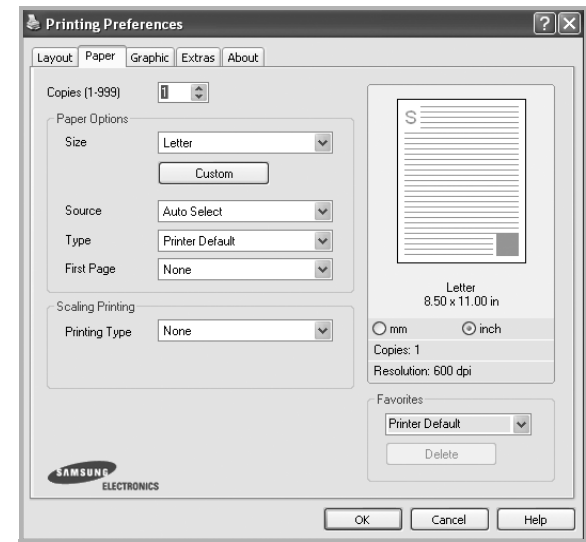 Printing Preferences
Layout Paper Graphic Extras About
Copies (1-999) 1
Paper Options
Size Letter
Custom
Source Auto Select
Type Printer Default
First Page None
Scaling Printing
Printing Type None
S
Letter
8.50 x 11.00 in
mm inch
Copies: 1
Resolution: 600 dpi
Favorites
Printer Default
Delete
SAMSUNG
ELECTRONICS
OK Cancel Help